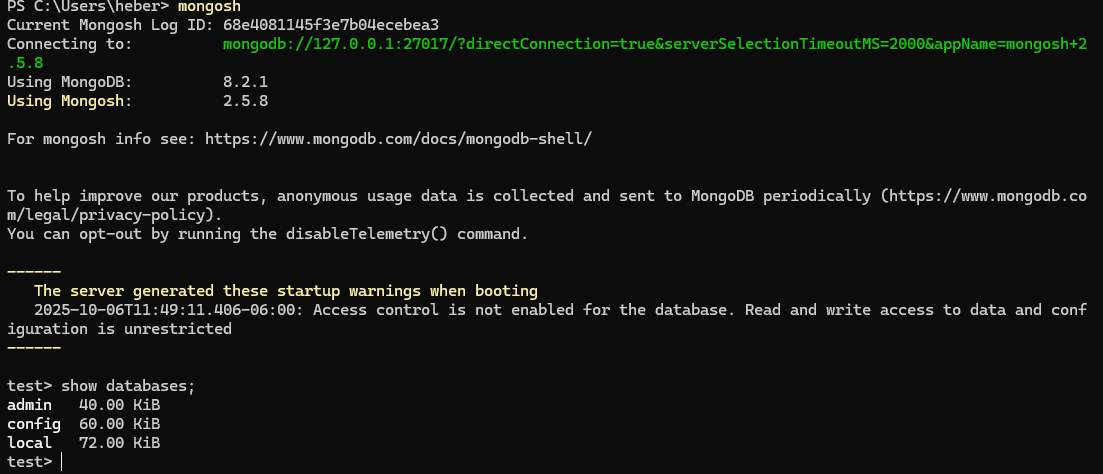 PS C:\Users\heber> mongosh
Current Mongosh Log ID: 68e4081145f3e7b04ecebea3
Connecting to:          mongodb://127.0.0.1:27017/?directConnection=true&serverSelectionTimeoutMS=2000&appName=mongosh+2
.5.8
Using MongoDB:          8.2.1
Using Mongosh:          2.5.8
For mongosh info see: https://www.mongodb.com/docs/mongodb-shell/
To help improve our products, anonymous usage data is collected and sent to MongoDB periodically (https://www.mongodb.co
m/legal/privacy-policy).
You can opt-out by running the disableTelemetry() command.
------
   The server generated these startup warnings when booting
   2025-10-06T11:49:11.406-06:00: Access control is not enabled for the database. Read and write access to data and conf
iguration is unrestricted
------
test> show databases;
admin   40.00 KiB
config  60.00 KiB
local   72.00 KiB
test>